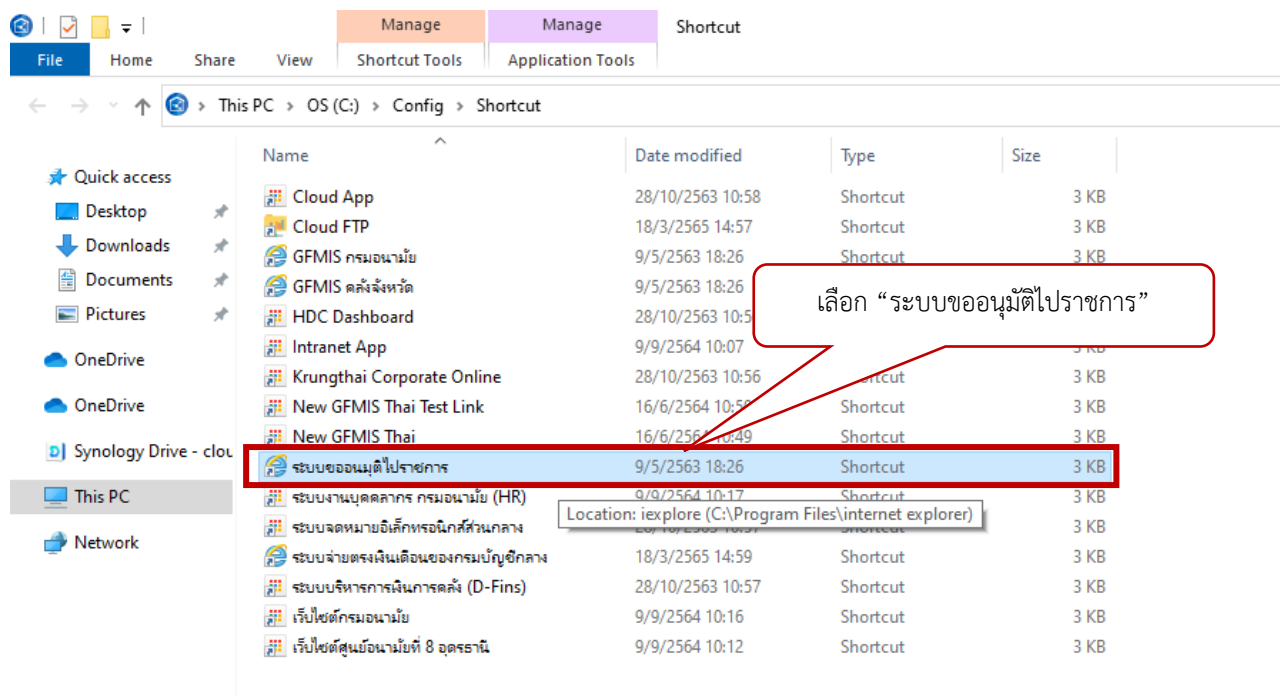 Manage Manage Shortcut
File Home Share View Shortcut Tools Application Tools
This PC > OS (C:) > Config > Shortcut
Name Date modified Type Size
Quick access
Desktop
Downloads
Documents
Pictures
OneDrive
OneDrive
Synology Drive - clou
This PC
Network
Cloud App 28/10/2563 10:58 Shortcut 3 KB
Cloud FTP 18/3/2565 14:57 Shortcut 3 KB
GFMIS กรมอนามัย 9/5/2563 18:26 Shortcut 3 KB
GFMIS คลังจังหวัด 9/5/2563 18:26
HDC Dashboard 28/10/2563
Intranet App 9/9/2564 10:07 3 KB
Krungthai Corporate Online 28/10/2563 10:56 Shortcut 3 KB
New GFMIS Thai Test Link 16/6/2564 Shortcut 3 KB
New GFMIS Thai 16/6/2564 10:49 Shortcut 3 KB
ระบบขออนมุติไปราชการ 9/5/2563 18:26 Shortcut 3 KB
ระบบงานบุคคลากร กรมอนามัย (HR) 9/9/2564 10:17 Shortcut 3 KB
ระบบจดหมายอิเล็กทรอนิกส์ส่วนกลาง Shortcut 3 KB
ระบบจ่ายตรงเงินเดือนของกรมบัญชีกลาง 18/3/2565 14:59 Shortcut 3 KB
ระบบบริหารการเงินการคลัง (D-Fins) 28/10/2563 10:57 Shortcut 3 KB
เว็บไซต์กรมอนามัย 9/9/2564 10:16 Shortcut 3 KB
เว็บไซต์ศูนย์อนามัยที่ 8 อุดรธานี 9/9/2564 10:12 Shortcut 3 KB
เลือก “ระบบขออนุมัติไปราชการ”
Location: iexplore (C:\Program Files\internet explorer)